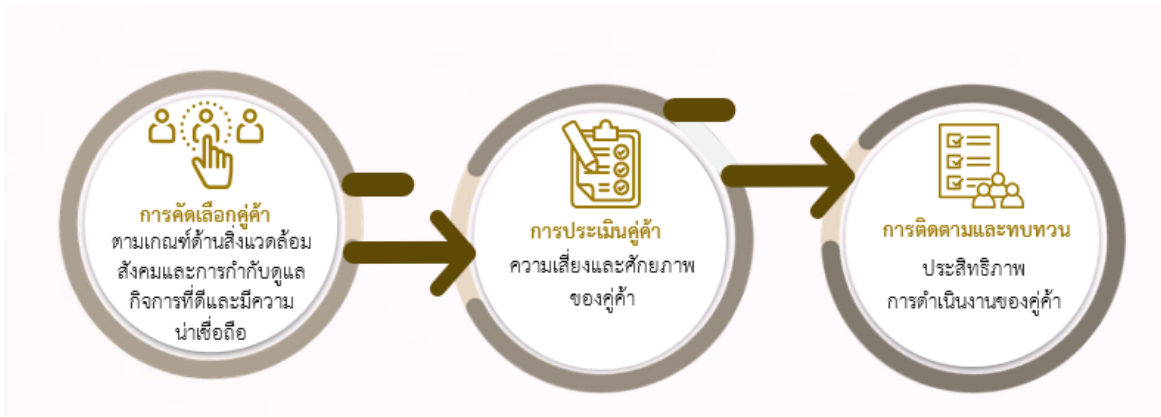 การคัดเลือกคู่ค้า
ตามเกณฑ์ด้านสิ่งแวดล้อม
สังคมและการกำกับดูแล
กิจการที่ดีและมีความ
น่าเชื่อถือ
การประเมินคู่ค้า
ความเสี่ยงและศักยภาพ
ของคู่ค้า
การติดตามและทบทวน
ประสิทธิภาพ
การดำเนินงานของคู่ค้า